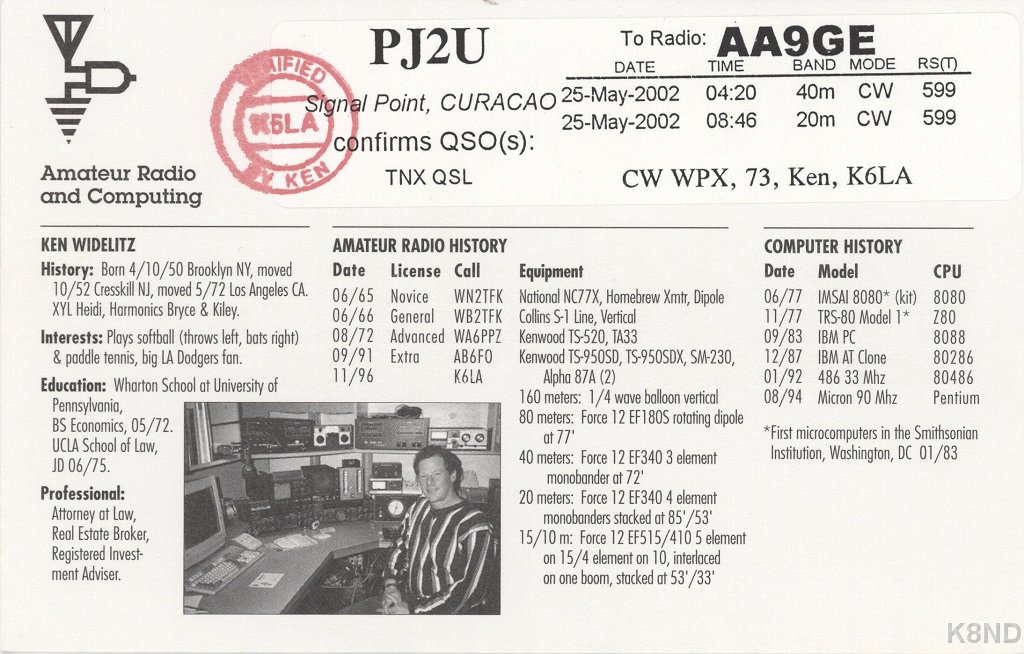 PJ2U
To Radio: AA9GE
DATE TIME BAND MODE RS(T)
Signal Point, CURACAO
25-May-2002 04:20 40m CW 599
25-May-2002 08:46 20m CW 599
confirms QSO(s):
TNX QSL
CW WPX, 73, Ken, K6LA
K6LA
BY KEN
Amateur Radio
and Computing
KEN WIDELITZ
History: Born 4/10/50 Brooklyn NY, moved
10/52 Cresskill NJ, moved 5/72 Los Angeles CA.
XYL Heidi, Harmonics Bryce & Kiley.
Interests: Plays softball (throws left, bats right)
& paddle tennis, big LA Dodgers fan.
Education: Wharton School at University of
Pennsylvania,
BS Economics, 05/72.
UCLA School of Law,
JD 06/75.
Professional:
Attorney at Law,
Real Estate Broker,
Registered Invest-
ment Adviser.
AMATEUR RADIO HISTORY
Date License Call Equipment
06/65 Novice WN2TFK National NC77X, Homebrew Xmtr, Dipole
06/66 General WB2TFK Collins S-1 Line, Vertical
08/72 Advanced WA6PPZ Kenwood TS-520, TA33
09/91 Extra AB6FO Kenwood TS-950SD, TS-950SDX, SM-230,
11/96 K6LA Alpha 87A (2)
160 meters: 1/4 wave balloon vertical
80 meters: Force 12 EF180S rotating dipole
at 77'
40 meters: Force 12 EF340 3 element
monobander at 72'
20 meters: Force 12 EF340 4 element
monobanders stacked at 85'/53'
15/10 m: Force 12 EF515/410 5 element
on 15/4 element on 10, interlaced
on one boom, stacked at 53'/33'
COMPUTER HISTORY
Date Model CPU
06/77 IMSAI 8080* (kit) 8080
11/77 TRS-80 Model 1* Z80
09/83 IBM PC 8088
12/87 IBM AT Clone 80286
01/92 486 33 Mhz 80486
08/94 Micron 90 Mhz Pentium
*First microcomputers in the Smithsonian
Institution, Washington, DC 01/83
K8ND